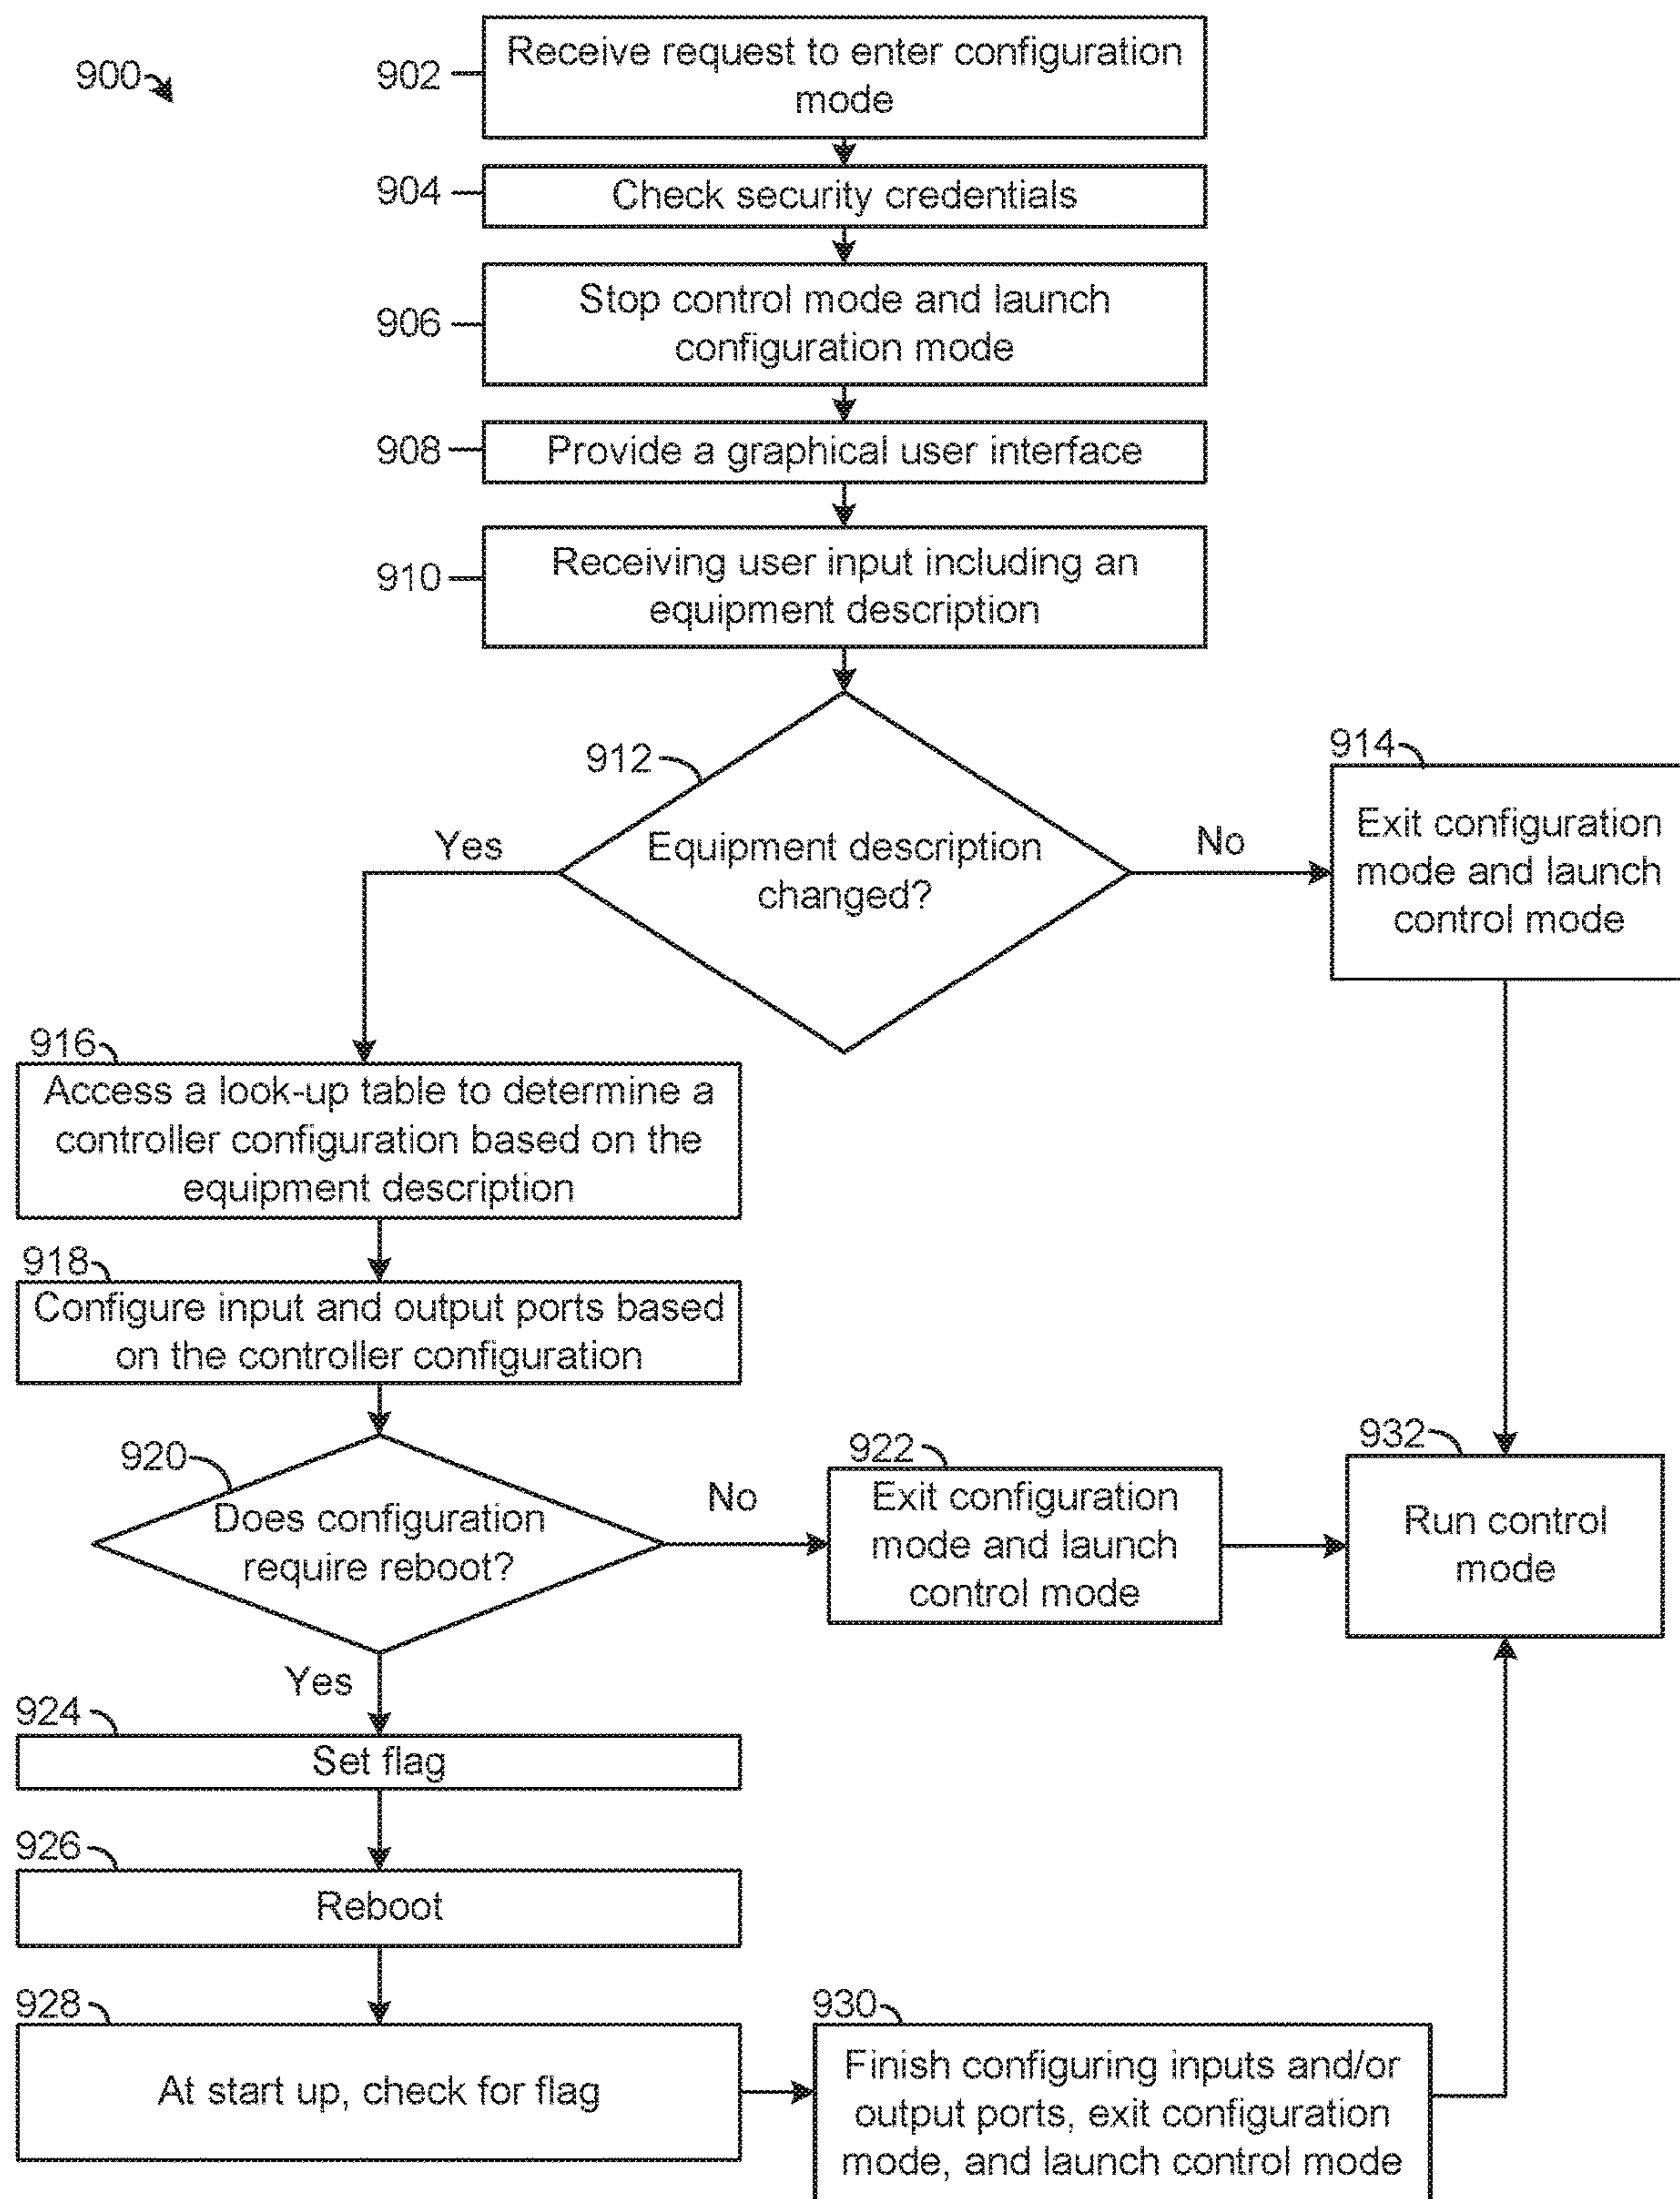 900
902
Receive request to enter configuration
mode
904
Check security credentials
906
Stop control mode and launch
configuration mode
908
Provide a graphical user interface
910
Receiving user input including an
equipment description
912
Equipment description
changed?
Yes
No
914
Exit configuration
mode and launch
control mode
916
Access a look-up table to determine a
controller configuration based on the
equipment description
918
Configure input and output ports based
on the controller configuration
920
Does configuration
require reboot?
No
922
Exit configuration
mode and launch
control mode
932
Run control
mode
Yes
924
Set flag
926
Reboot
928
At start up, check for flag
930
Finish configuring inputs and/or
output ports, exit configuration
mode, and launch control mode